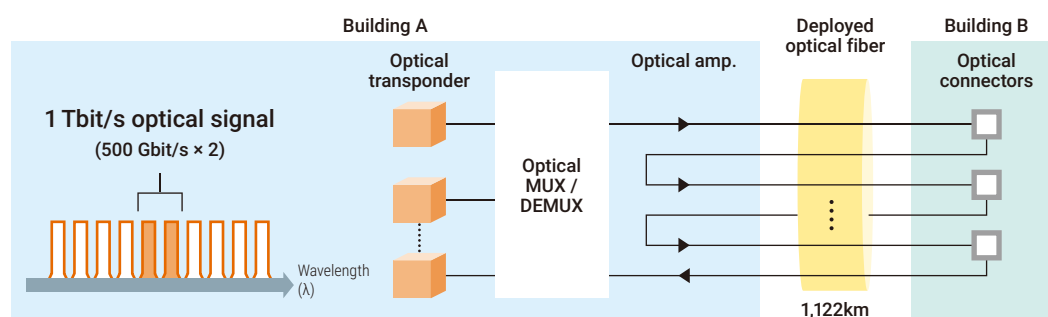 Building A
Deployed
optical fiber
Building B
Optical
transponder
Optical amp.
Optical
connectors
1 Tbit/s optical signal
(500 Gbit/s × 2)
Optical
MUX /
DEMUX
Wavelength
(λ)
1,122km